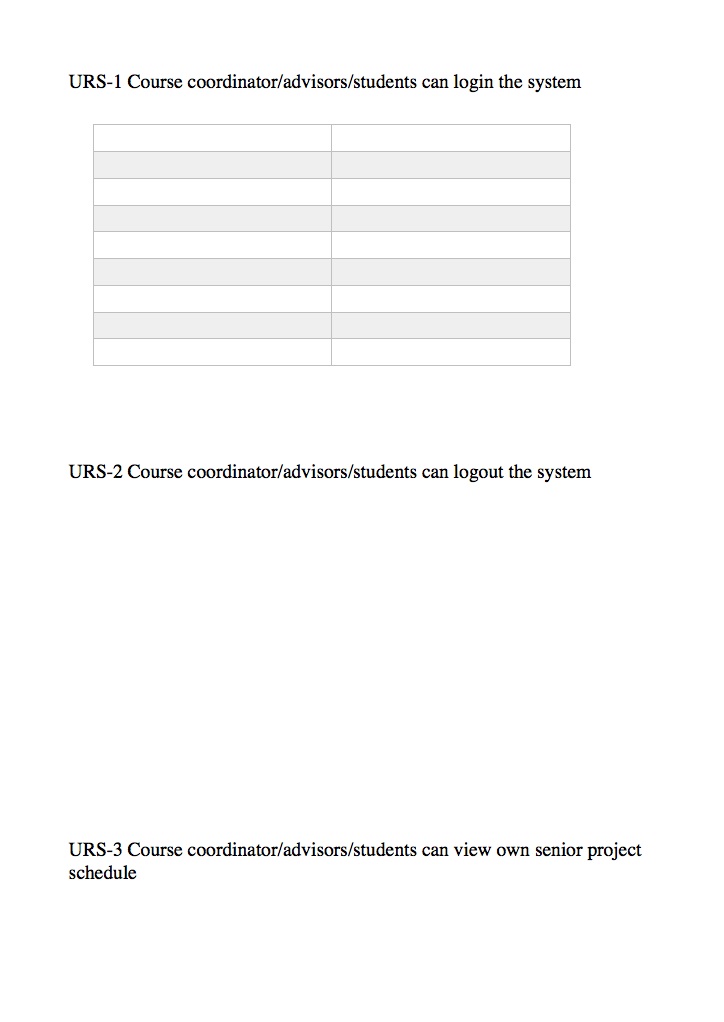 URS-1 Course coordinator/advisors/students can login the system
URS-2 Course coordinator/advisors/students can logout the system
URS-3 Course coordinator/advisors/students can view own senior project
schedule